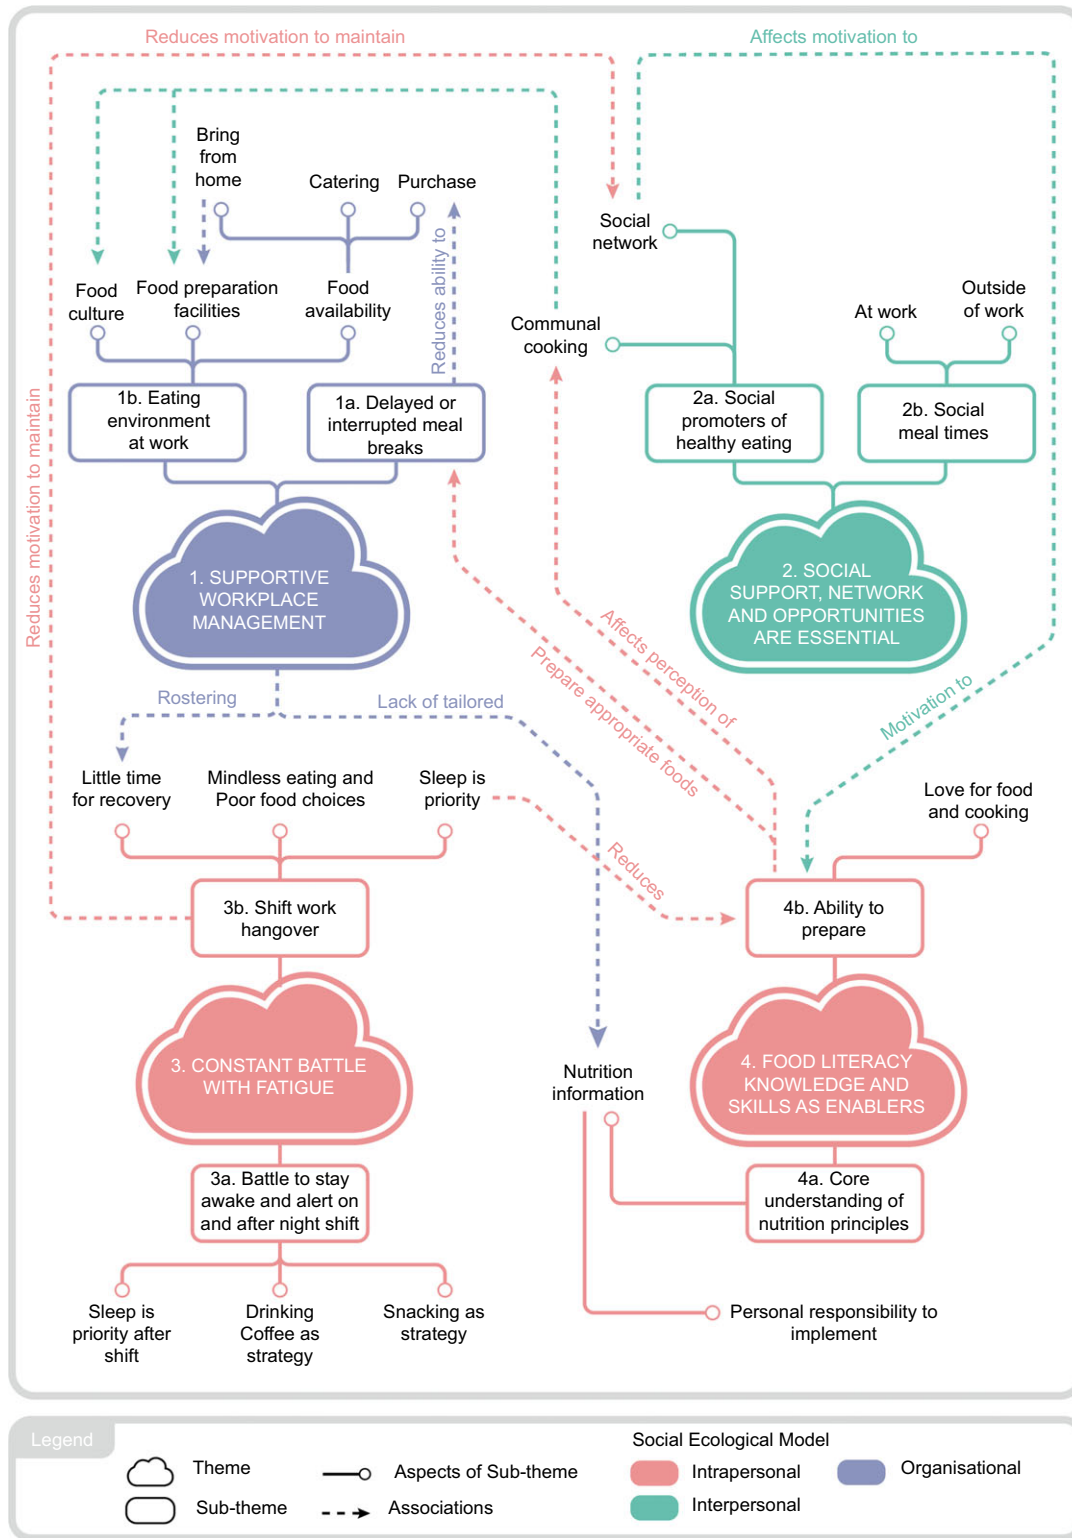 Reduces motivation to maintain
Affects motivation to
Bring
from
home
Catering
Purchase
Social
network
Reduces ability to
Food
culture
Food preparation
facilities
Food
availability
Communal
cooking
At work
Outside
of work
Reduces motivation to maintain
1b. Eating
environment
at work
1a. Delayed or
interrupted meal
breaks
2a. Social
promoters of
healthy eating
2b. Social
meal times
1. SUPPORTIVE
WORKPLACE
MANAGEMENT
2. SOCIAL
SUPPORT, NETWORK
AND OPPORTUNITIES
ARE ESSENTIAL
Affects perception of
Prepare appropriate foods
Motivation to
Rostering
Lack of tailored
Little time
for recovery
Mindless eating and
Poor food choices
Sleep is
priority
Love for food
and cooking
Reduces
3b. Shift work
hangover
4b. Ability to
prepare
3. CONSTANT BATTLE
WITH FATIGUE
4. FOOD LITERACY
KNOWLEDGE AND
SKILLS AS ENABLERS
Nutrition
information
3a. Battle to stay
awake and alert on
and after night shift
4a. Core
understanding of
nutrition principles
Sleep is
priority after
shift
Drinking
Coffee as
strategy
Snacking as
strategy
Personal responsibility to
implement
Legend
Theme
Sub-theme
Aspects of Sub-theme
Associations
Social Ecological Model
Intrapersonal
Organisational
Interpersonal